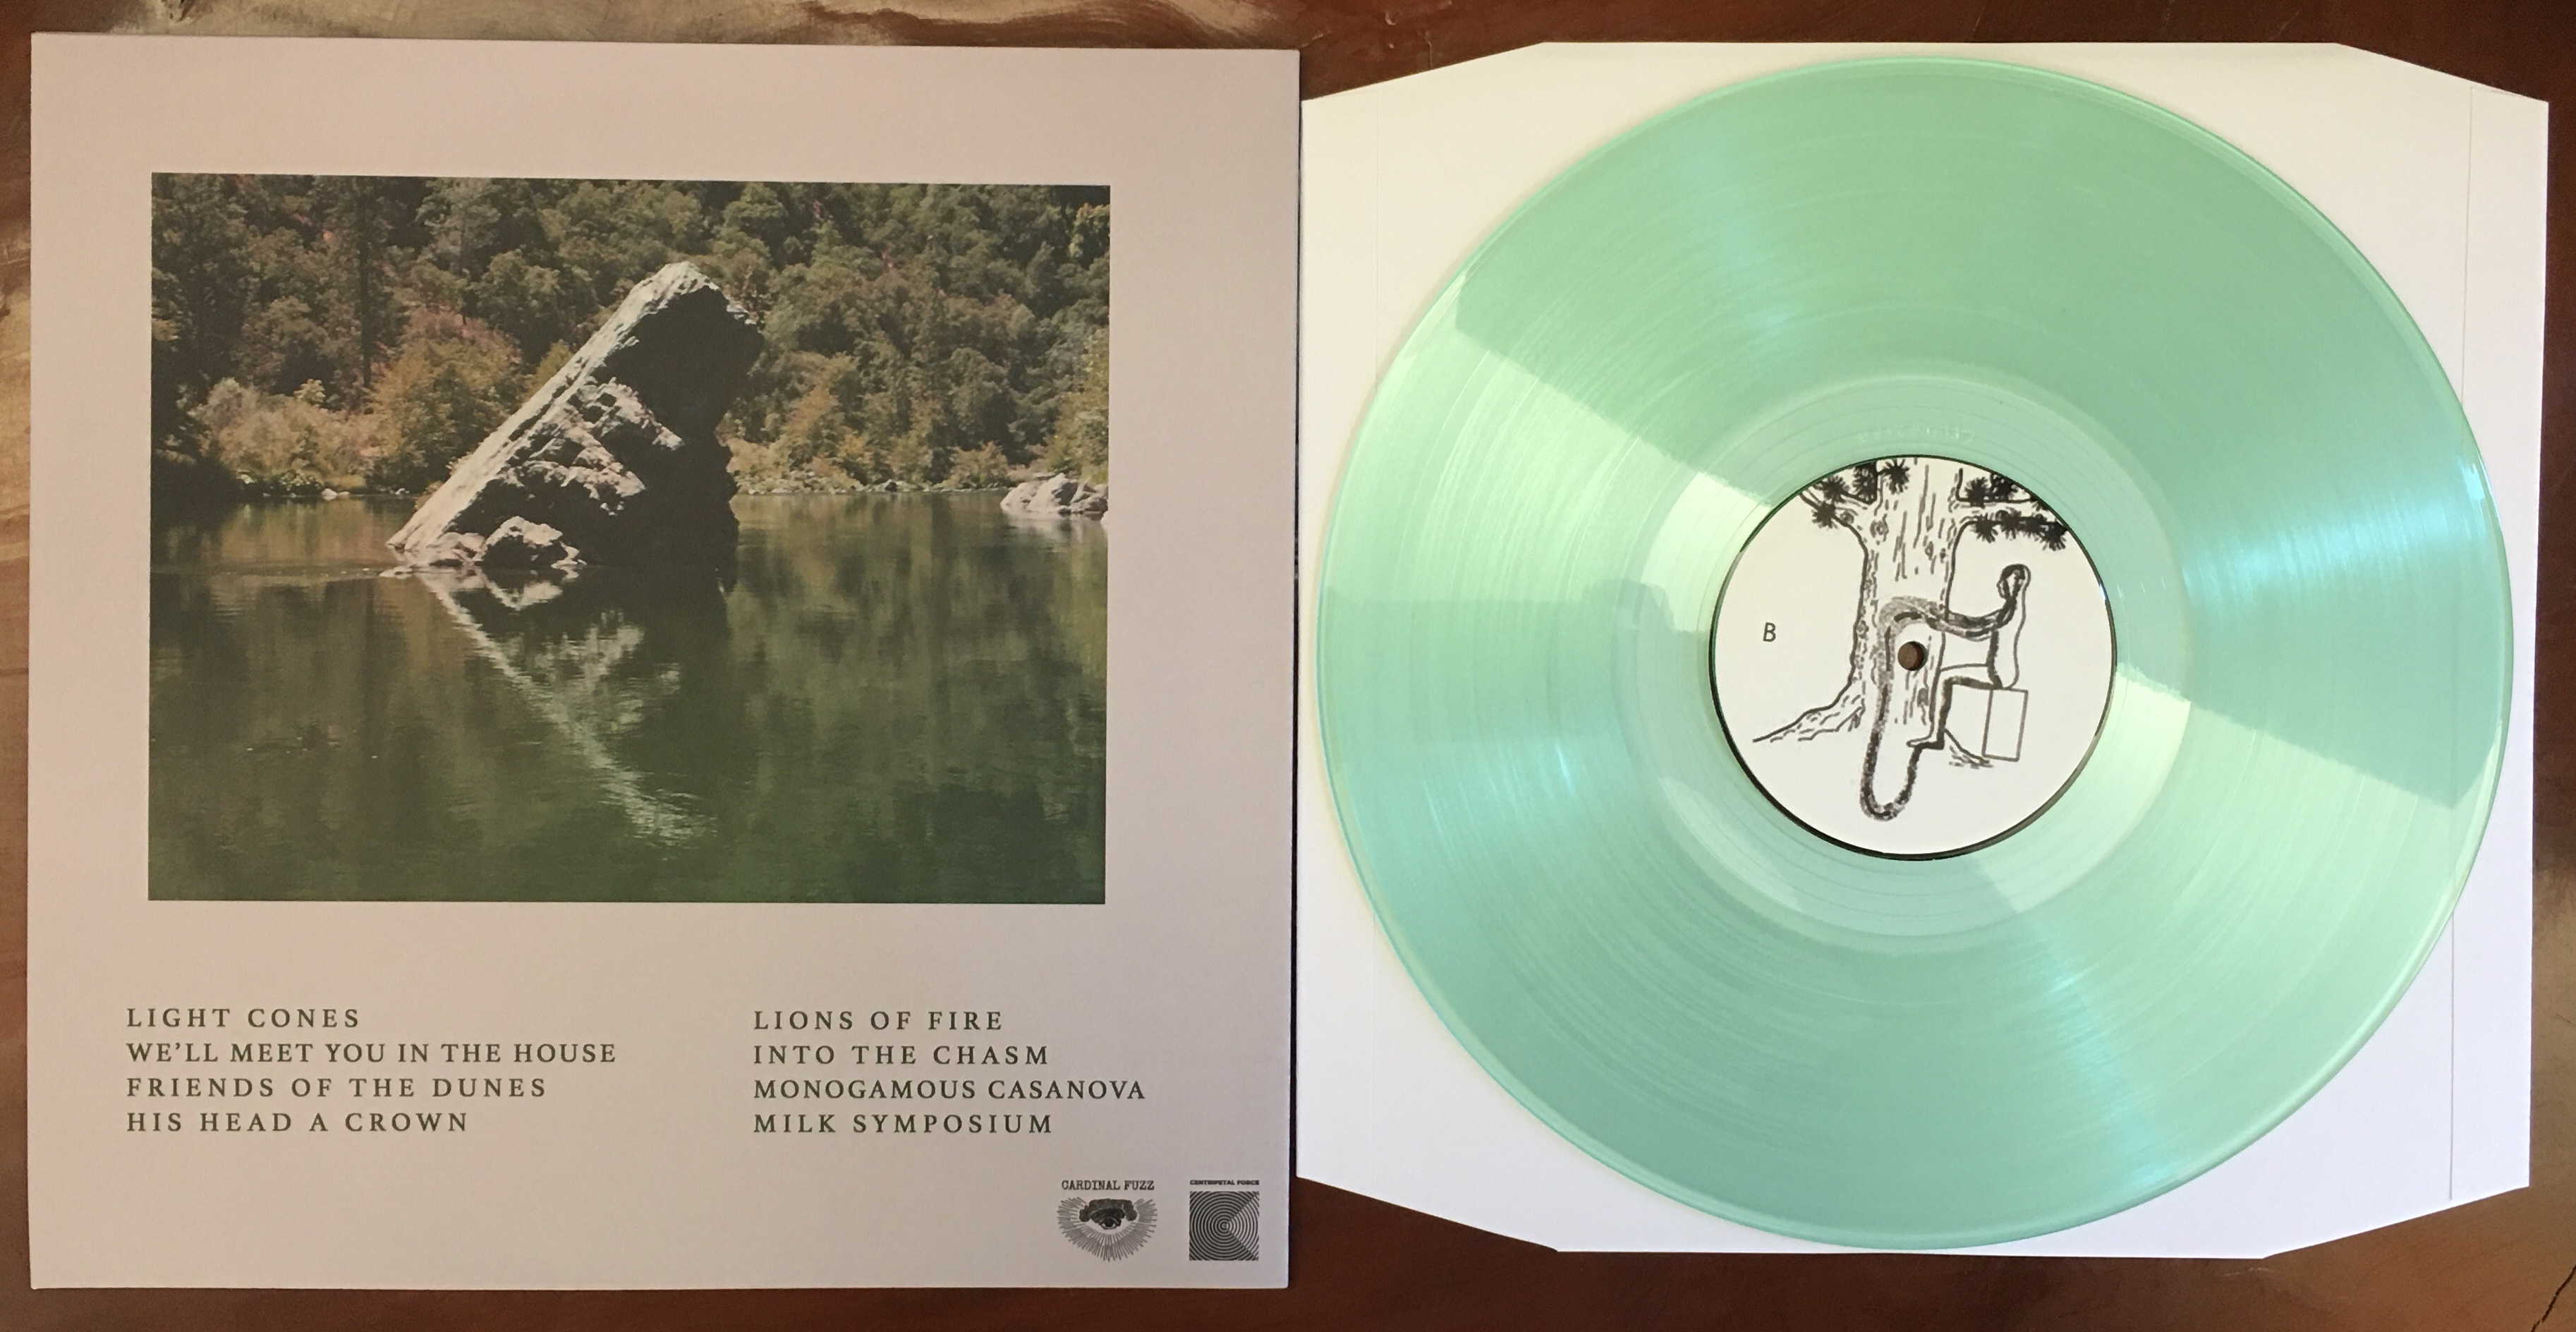 LIGHT CONES
WE'LL MEET YOU IN THE HOUSE
FRIENDS OF THE DUNES
HIS HEAD A CROWN
LIONS OF FIRE
INTO THE CHASM
MONOGAMOUS CASANOVA
MILK SYMPOSIUM
CARDINAL FUZZ
CENTRIPETAL FORCE
B